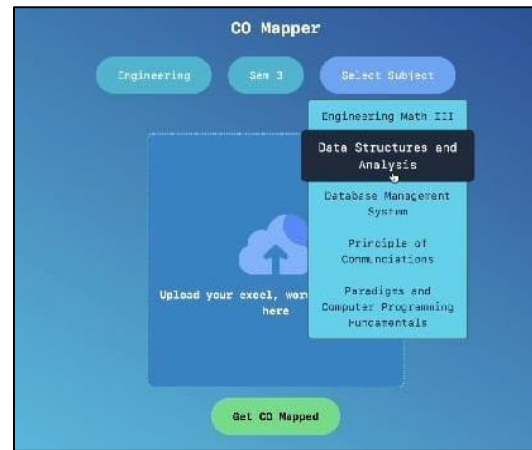 CO Mapper
Engineering
Sem 3
Select Subject
Engineering Math III
Data Structures and
Analysis
Database Management
System
Principle of
Communciations
Upload your excel, wor
here
Paradigms and
Computer Programming
Fundamentals
Get CO Mapped